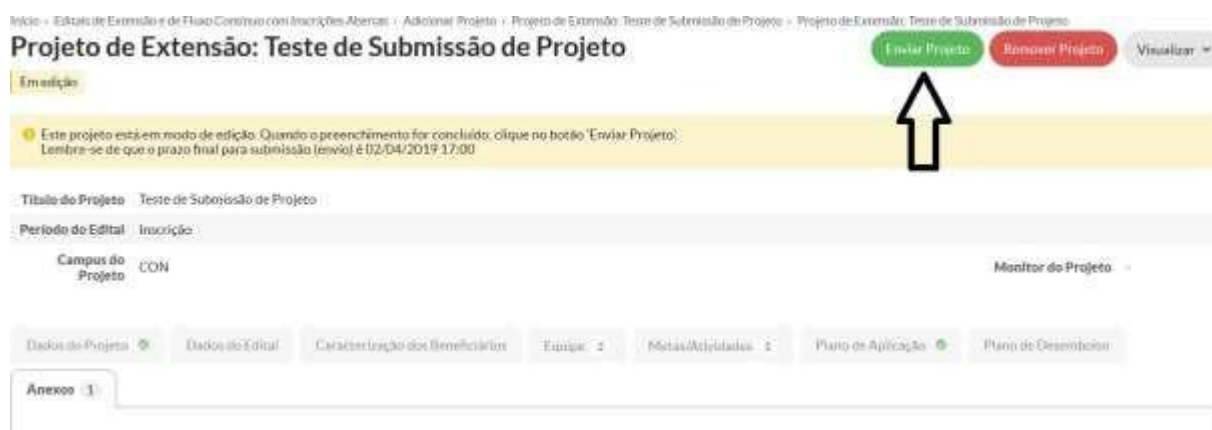 Início › Editais de Extensão e de Fluxo Contínuo com Inscrições Abertas › Adicionar Projeto › Projeto de Extensão: Teste de Submissão de Projeto › Projeto de Extensão: Teste de Submissão de Projeto
Projeto de Extensão: Teste de Submissão de Projeto
Enviar Projeto Remover Projeto Visualizar
Em edição
Este projeto está em modo de edição. Quando o preenchimento for concluído, clique no botão 'Enviar Projeto'.
Lembre-se de que o prazo final para submissão (envio) é 02/04/2019 17:00
Título do Projeto Teste de Submissão de Projeto
Período do Edital Inscrição
Campus do Projeto CON Monitor do Projeto -
Dados do Projeto Dados do Edital Caracterização dos Beneficiários Equipe Metas/Atividades Plano de Aplicação Plano de Desembolso
Anexos 1